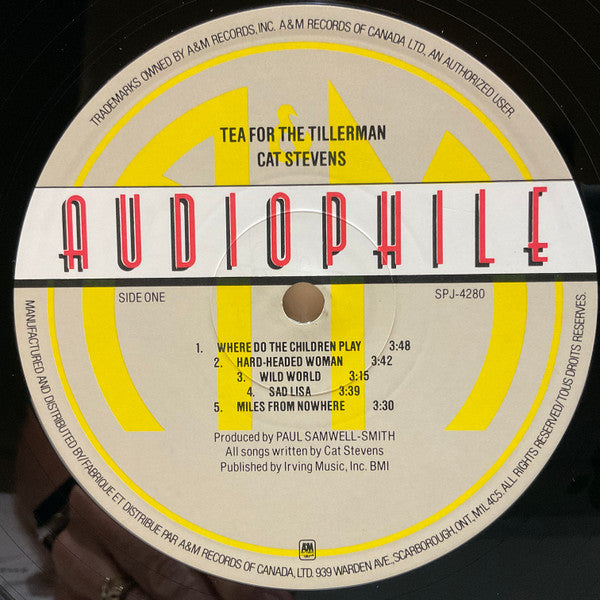 TRADEMARKS OWNED BY A&M RECORDS, INC. A&M RECORDS OF CANADA LTD., AN AUTHORIZED USER
TEA FOR THE TILLERMAN
CAT STEVENS
AUDIOPHILE
SIDE ONE
SPJ-4280
1. WHERE DO THE CHILDREN PLAY 3:48
2. HARD-HEADED WOMAN 3:42
3. WILD WORLD 3:15
4. SAD LISA 3:39
5. MILES FROM NOWHERE 3:30
Produced by PAUL SAMWELL-SMITH
All songs written by Cat Stevens
Published by Irving Music, Inc. BMI
A&M
MANUFACTURED AND DISTRIBUTED BY/FABRIQUE ET DISTRIBUE PAR A&M RECORDS OF CANADA, LTD. 939 WARDEN AVE., SCARBOROUGH, ONT. M1L 4C5. ALL RIGHTS RESERVED/TOUS DROITS RESERVES.